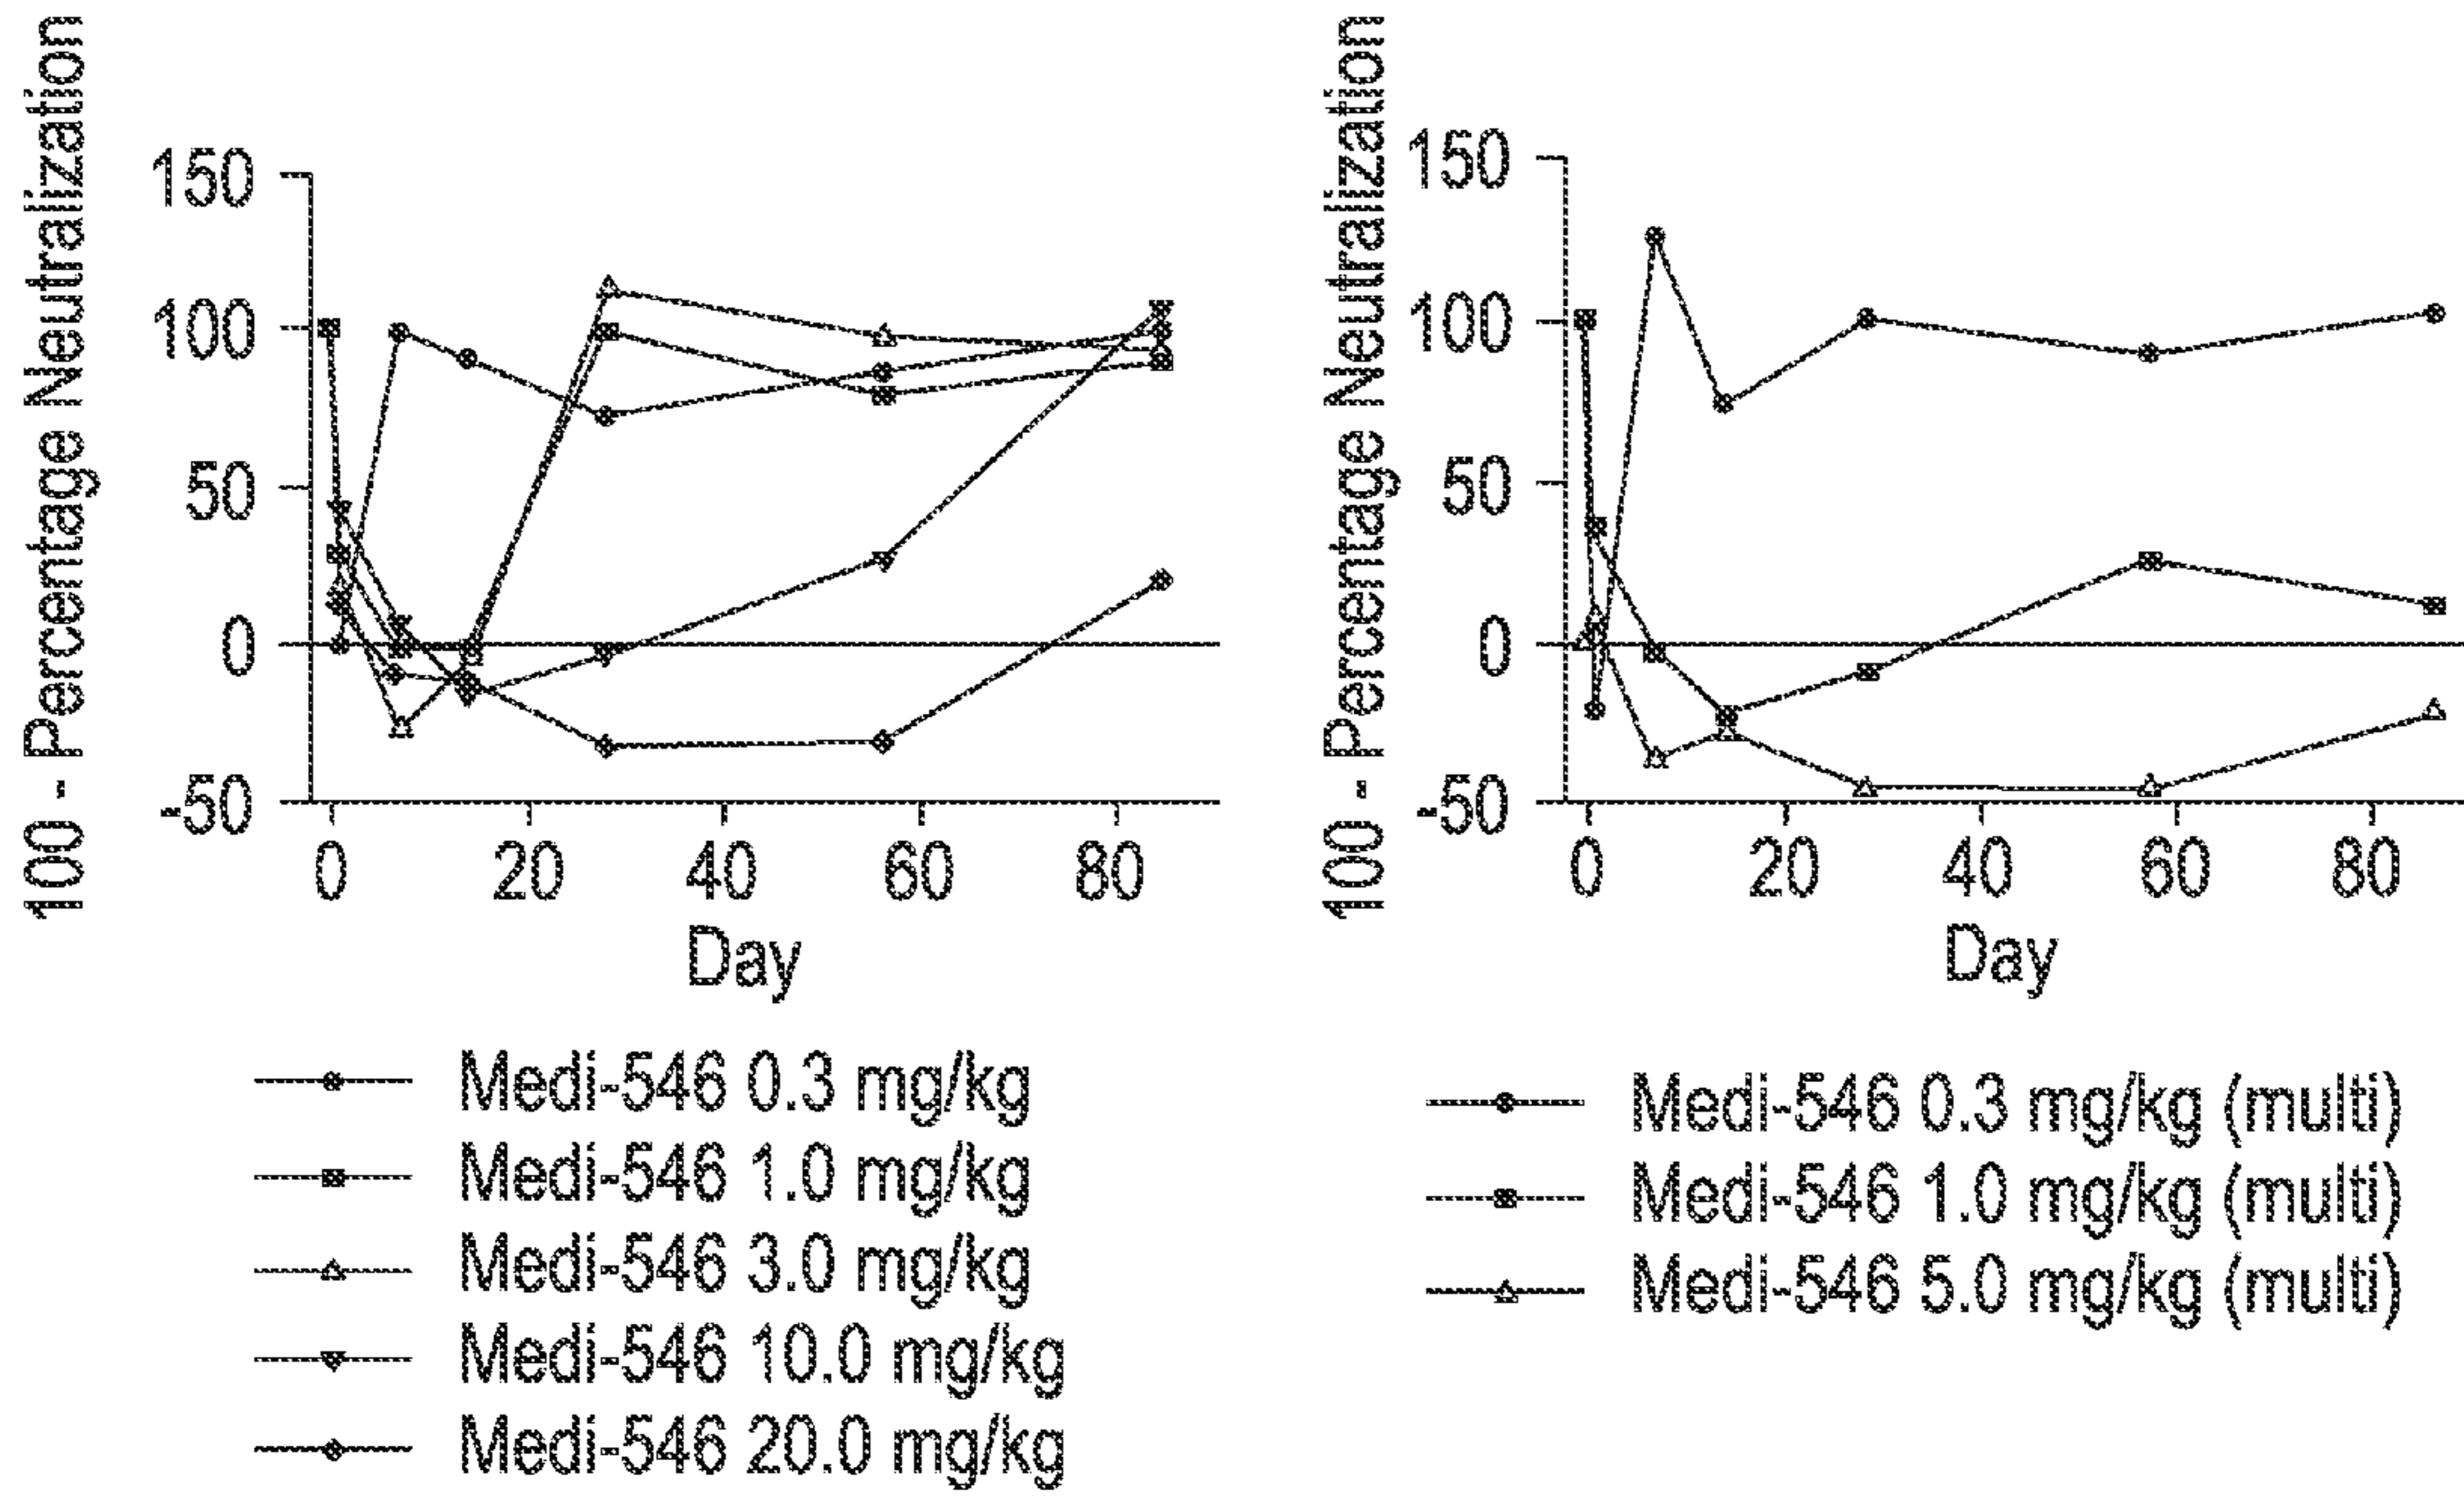 100 - Percentage Neutralization
150
100
50
0
-50
0 20 40 60 80
Day
Medi-546 0.3 mg/kg
Medi-546 1.0 mg/kg
Medi-546 3.0 mg/kg
Medi-546 10.0 mg/kg
Medi-546 20.0 mg/kg
100 - Percentage Neutralization
150
100
50
0
-50
0 20 40 60 80
Day
Medi-546 0.3 mg/kg (multi)
Medi-546 1.0 mg/kg (multi)
Medi-546 5.0 mg/kg (multi)